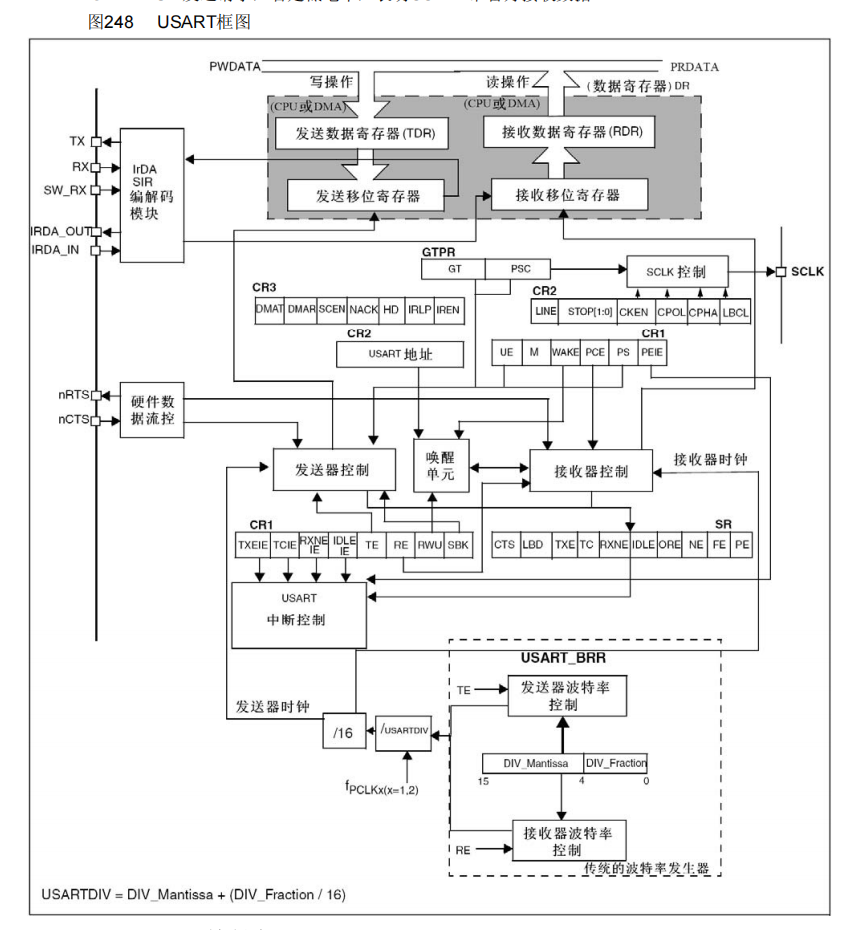 图248 USART框图
PWDATA
PRDATA
写操作
读操作
(数据寄存器) DR
(CPU或DMA)
(CPU或DMA)
发送数据寄存器(TDR)
接收数据寄存器(RDR)
发送移位寄存器
接收移位寄存器
TX
RX
SW_RX
IRDA_OUT
IRDA_IN
IrDA
SIR
编解码
模块
GTPR
GT PSC
SCLK 控制
SCLK
CR3
DMAT DMAR SCEN NACK HD IRLP IREN
CR2
LINE STOP[1:0] CKEN CPOL CPHA LBCL
CR2
USART 地址
CR1
UE M WAKE PCE PS PEIE
nRTS
nCTS
硬件数
据流控
发送器控制
唤醒
单元
接收器控制
接收器时钟
CR1
TXEIE TCIE RXNE IE IDLE IE TE RE RWU SBK
SR
CTS LBD TXE TC RXNE IDLE ORE NE FE PE
USART
中断控制
USART_BRR
TE
发送器波特率
控制
发送器时钟
/16
/USARTDIV
fPCLKx(x=1,2)
DIV_Mantissa DIV_Fraction
15 4 0
RE
接收器波特率
控制
传统的波特率发生器
USARTDIV = DIV_Mantissa + (DIV_Fraction / 16)